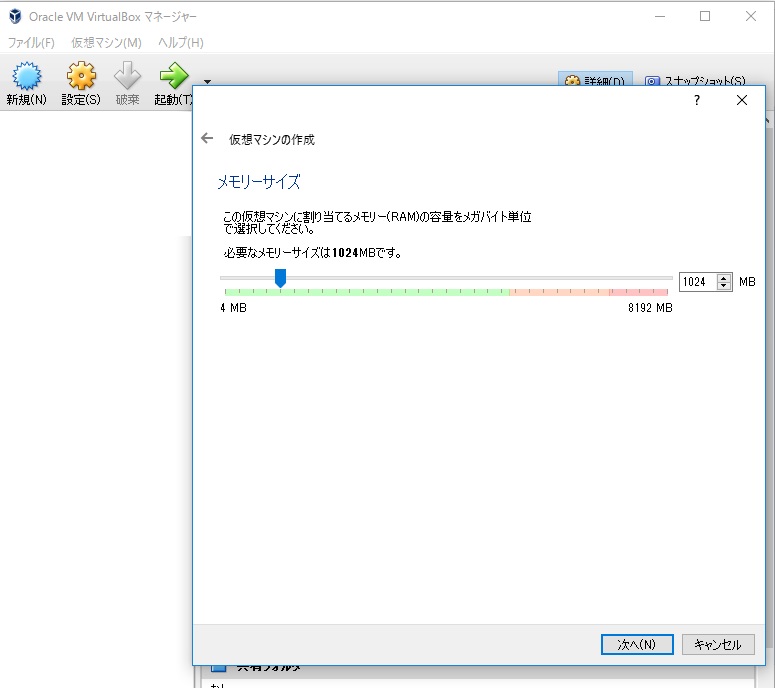 Oracle VM VirtualBox マネージャー
ファイル(F) 仮想マシン(M) ヘルプ(H)
新規(N) 設定(S) 破棄 起動(T) 詳細(D) スナップショット(S)
?
仮想マシンの作成
メモリーサイズ
この仮想マシンに割り当てるメモリー(RAM)の容量をメガバイト単位
で選択してください。
必要なメモリーサイズは1024MBです。
1024 MB
4 MB 8192 MB
次へ(N) キャンセル
共有フォルダー